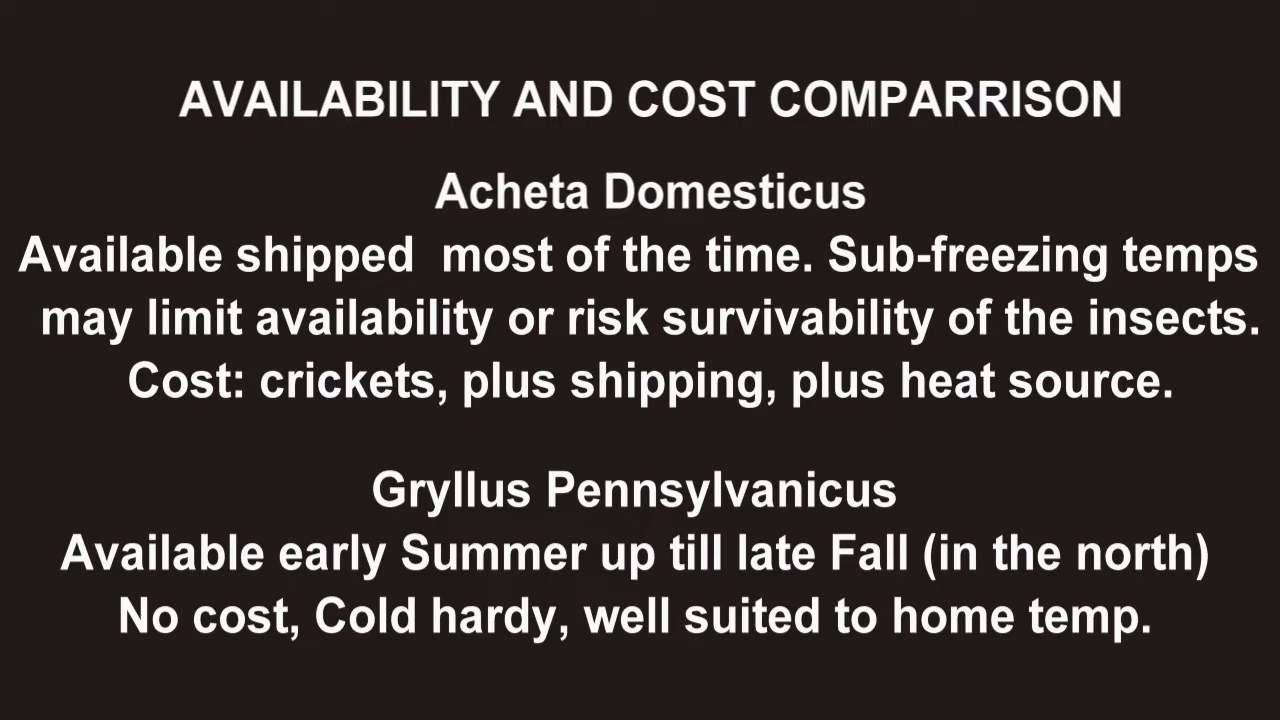 AVAILABILITY AND COST COMPARRISON
Acheta Domesticus
Available shipped  most of the time. Sub-freezing temps
may limit availability or risk survivability of the insects.
Cost: crickets, plus shipping, plus heat source.
Gryllus Pennsylvanicus
Available early Summer up till late Fall (in the north)
No cost, Cold hardy, well suited to home temp.